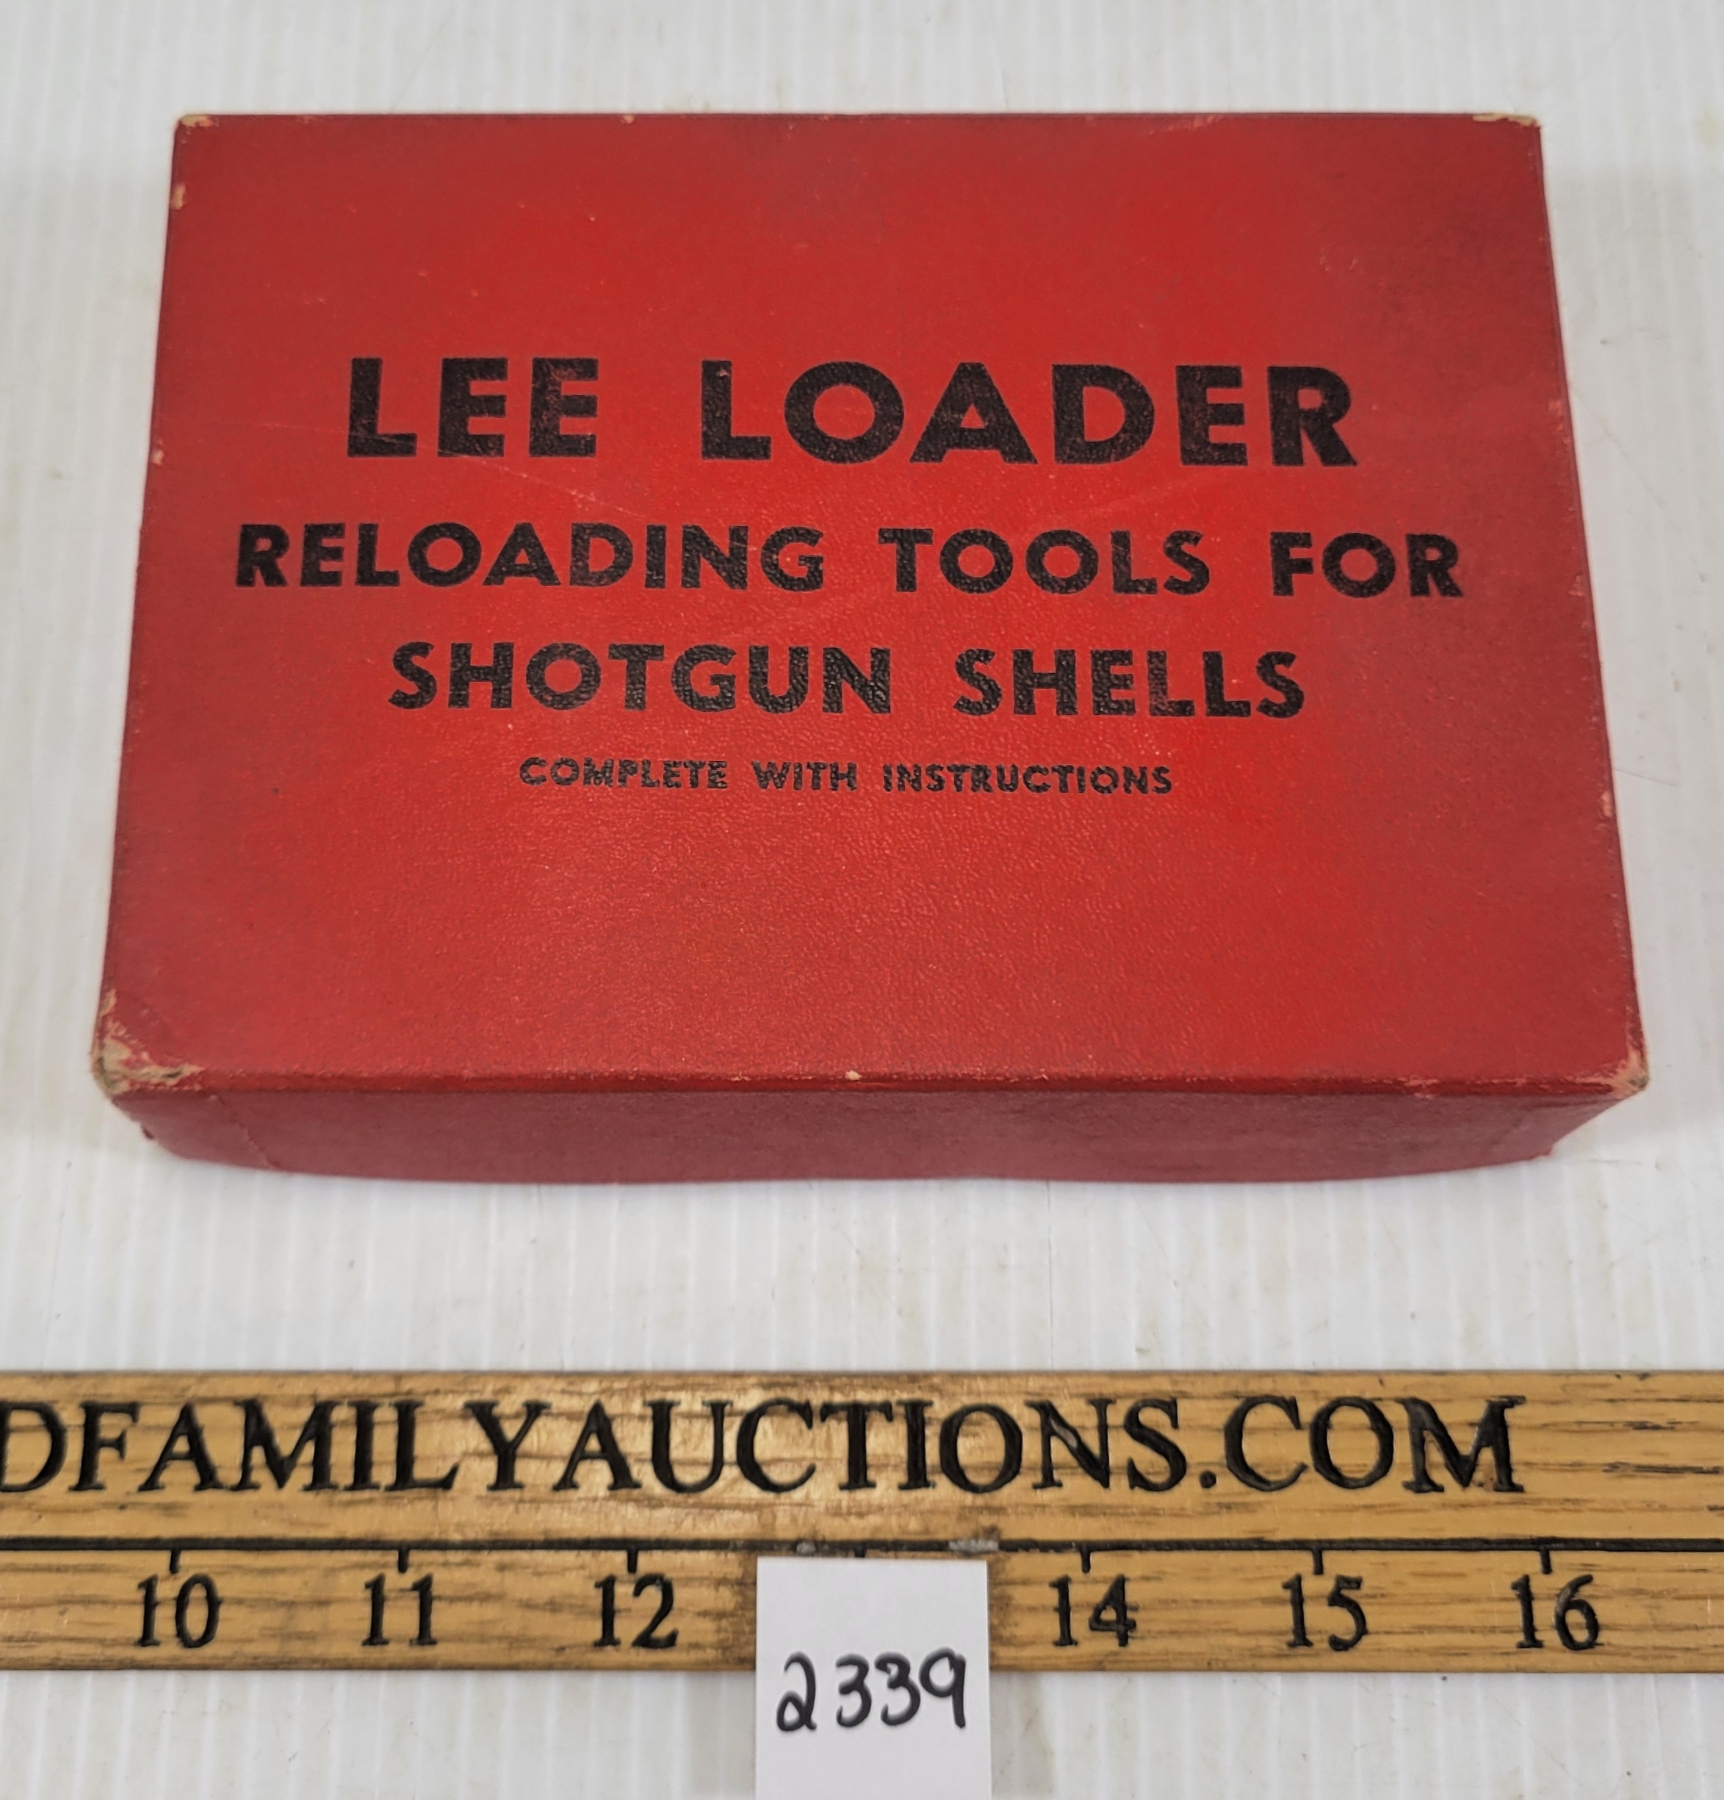 LEE LOADER
RELOADING TOOLS FOR
SHOTGUN SHELLS
COMPLETE WITH INSTRUCTIONS
DFAMILYAUCTIONS.COM
10 11 12 14 15 16
2339